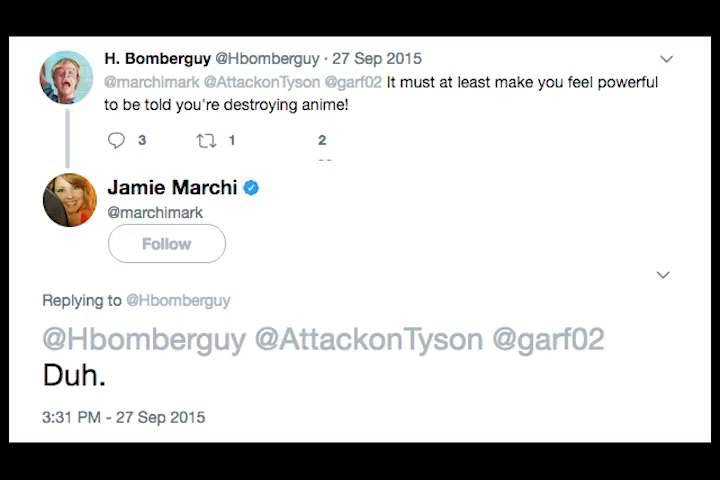 H. Bomberguy @Hbomberguy · 27 Sep 2015
@marchimark @AttackonTyson @garf02 It must at least make you feel powerful
to be told you're destroying anime!
3 1 2
Jamie Marchi
@marchimark
Follow
Replying to @Hbomberguy
@Hbomberguy @AttackonTyson @garf02
Duh.
3:31 PM - 27 Sep 2015